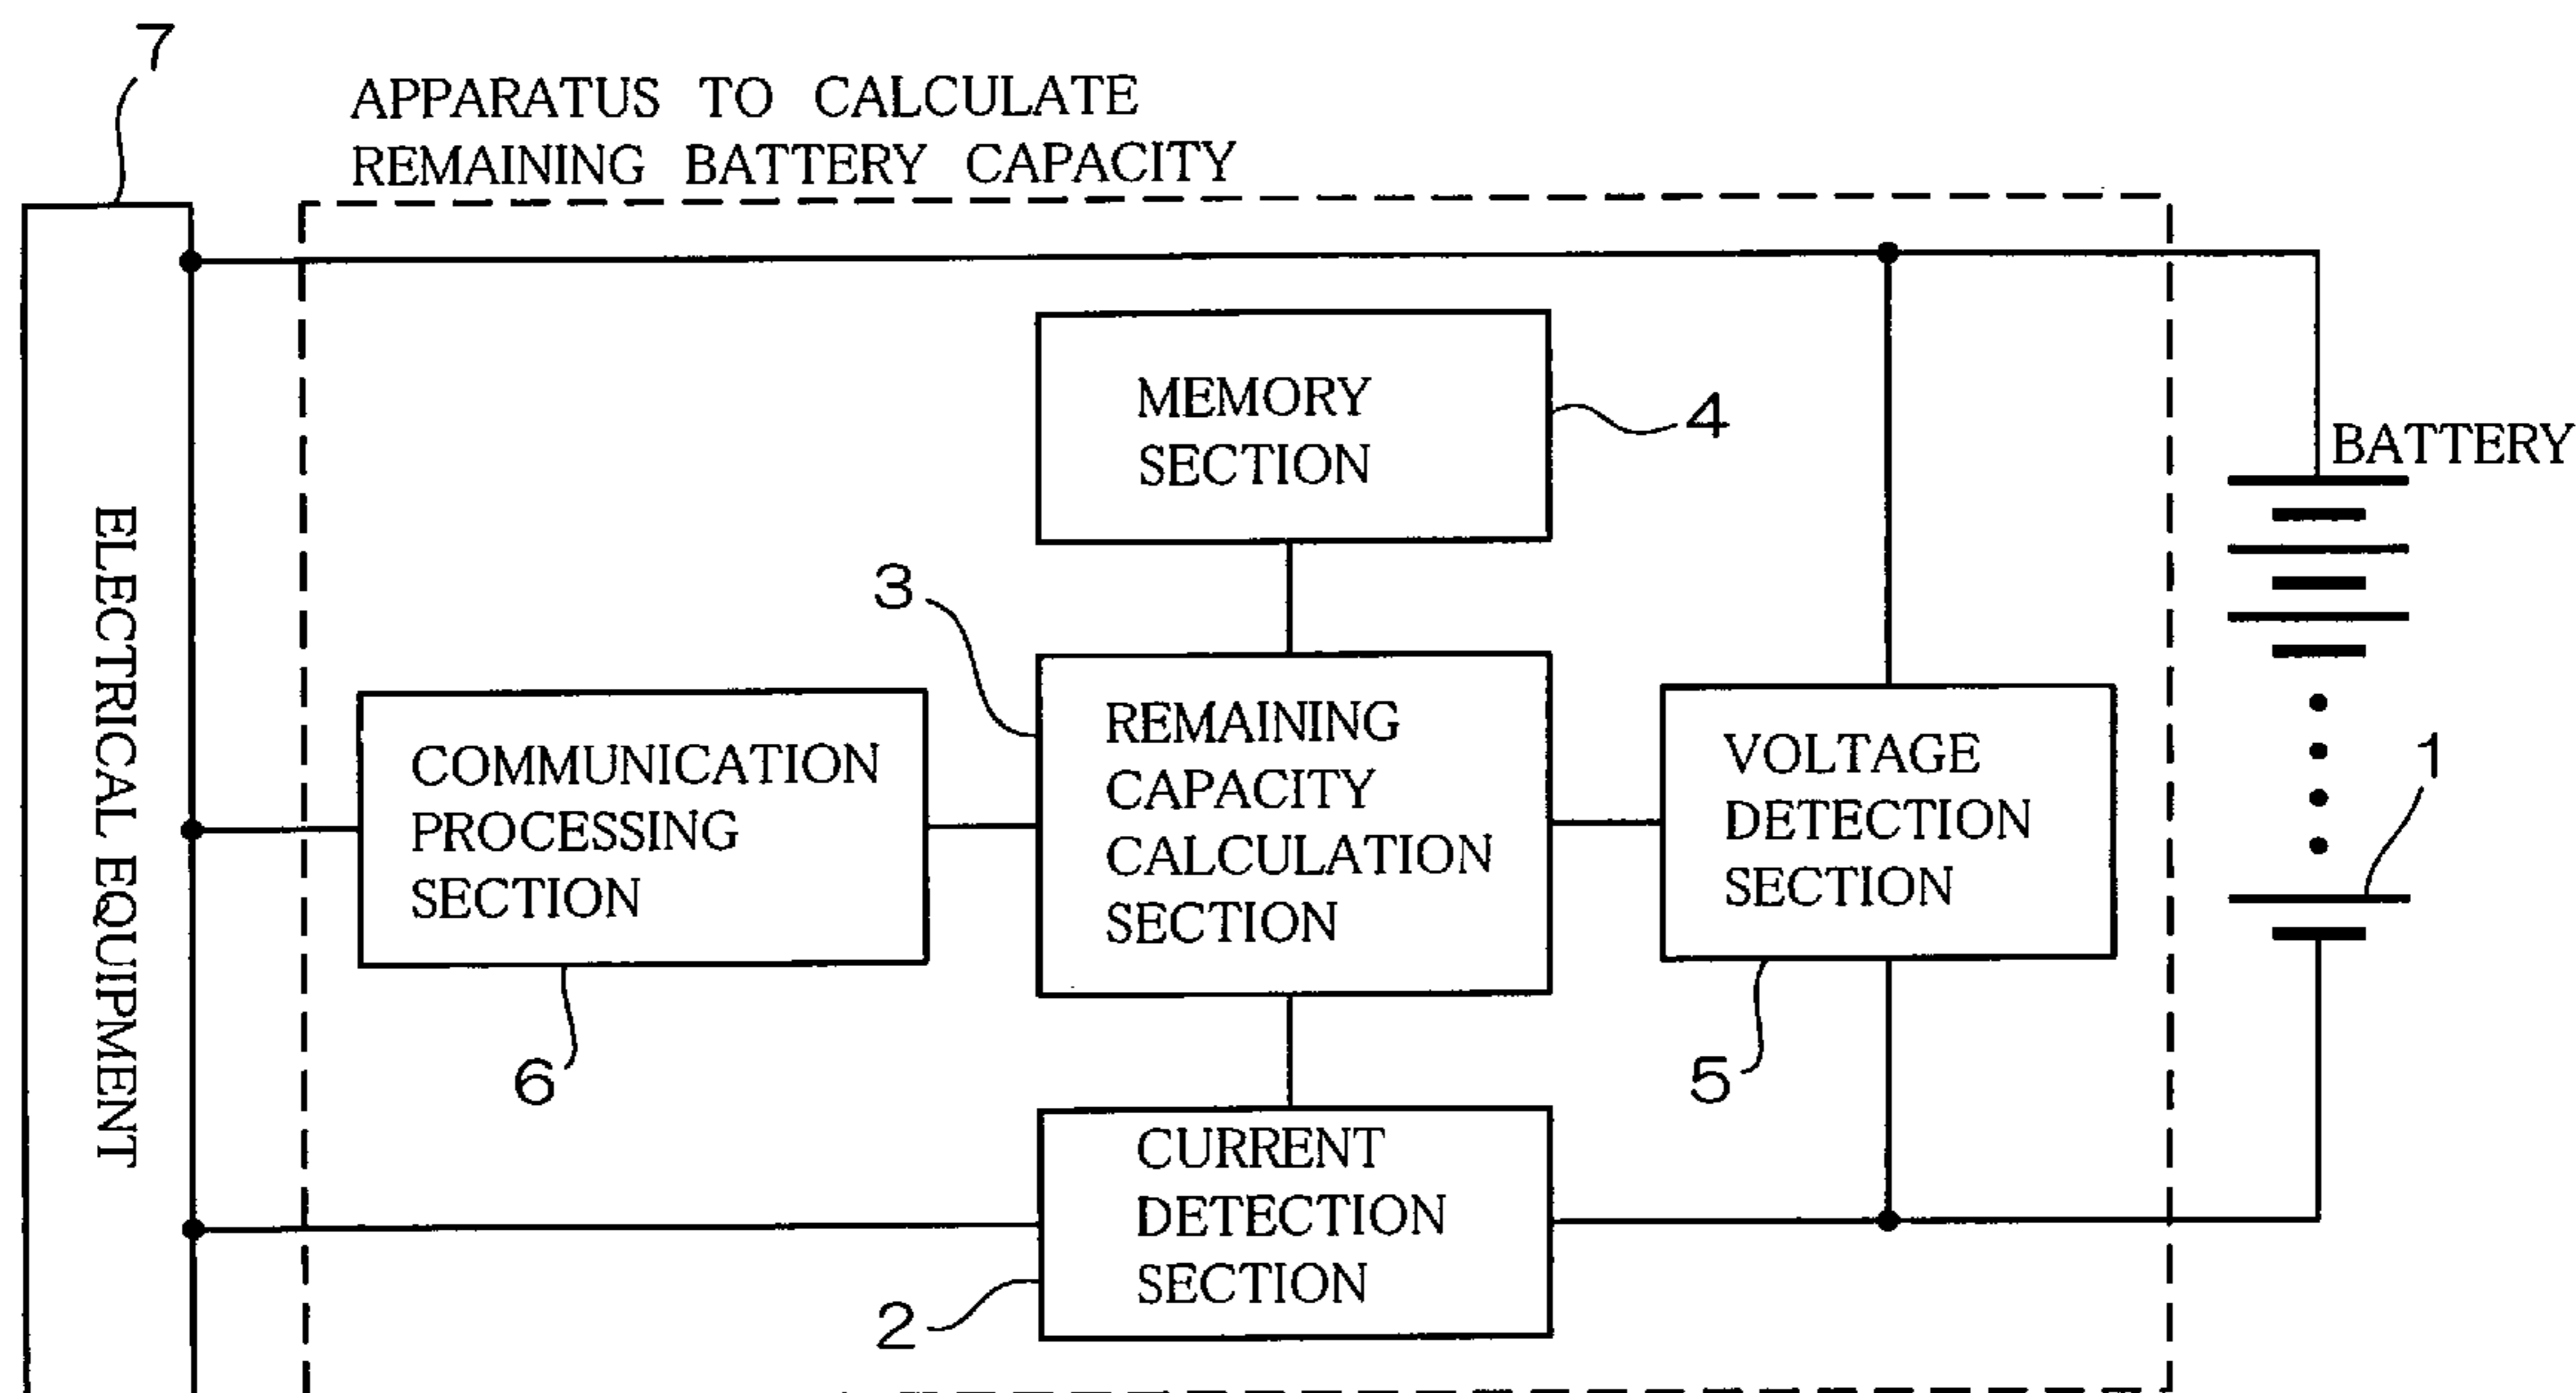 7
APPARATUS TO CALCULATE
REMAINING BATTERY CAPACITY
MEMORY
SECTION
4
BATTERY
3
ELECTRICAL EQUIPMENT
COMMUNICATION
PROCESSING
SECTION
6
REMAINING
CAPACITY
CALCULATION
SECTION
VOLTAGE
DETECTION
SECTION
5
1
CURRENT
DETECTION
SECTION
2